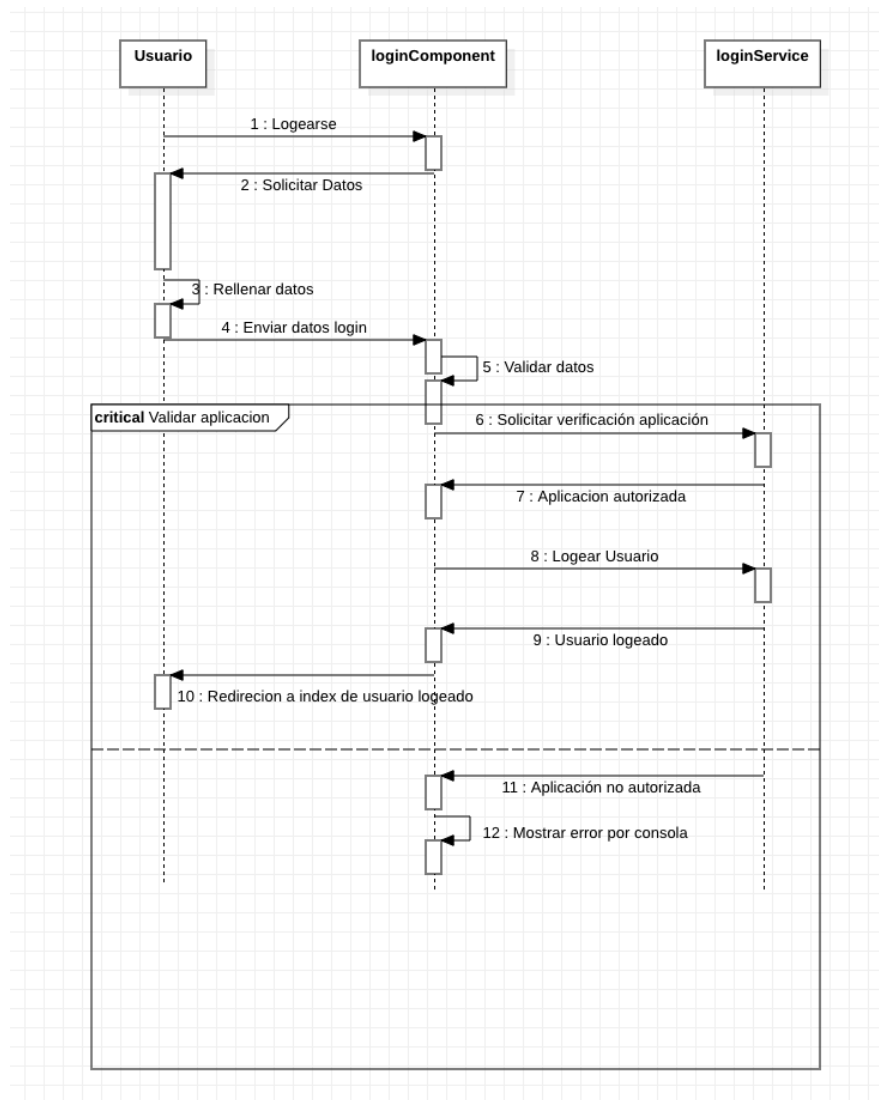 Usuario
loginComponent
loginService
1 : Logearse
2 : Solicitar Datos
3 : Rellenar datos
4 : Enviar datos login
5 : Validar datos
critical Validar aplicacion
6 : Solicitar verificación aplicación
7 : Aplicacion autorizada
8 : Logear Usuario
9 : Usuario logeado
10 : Redirecion a index de usuario logeado
11 : Aplicación no autorizada
12 : Mostrar error por consola